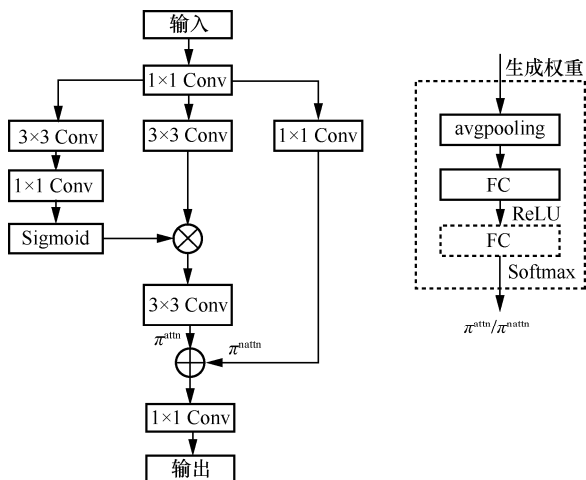 输入
1×1 Conv
3×3 Conv
3×3 Conv
1×1 Conv
1×1 Conv
Sigmoid
3×3 Conv
π^attn
π^nattn
1×1 Conv
输出
生成权重
avgpooling
FC
ReLU
FC
Softmax
π^attn/π^nattn